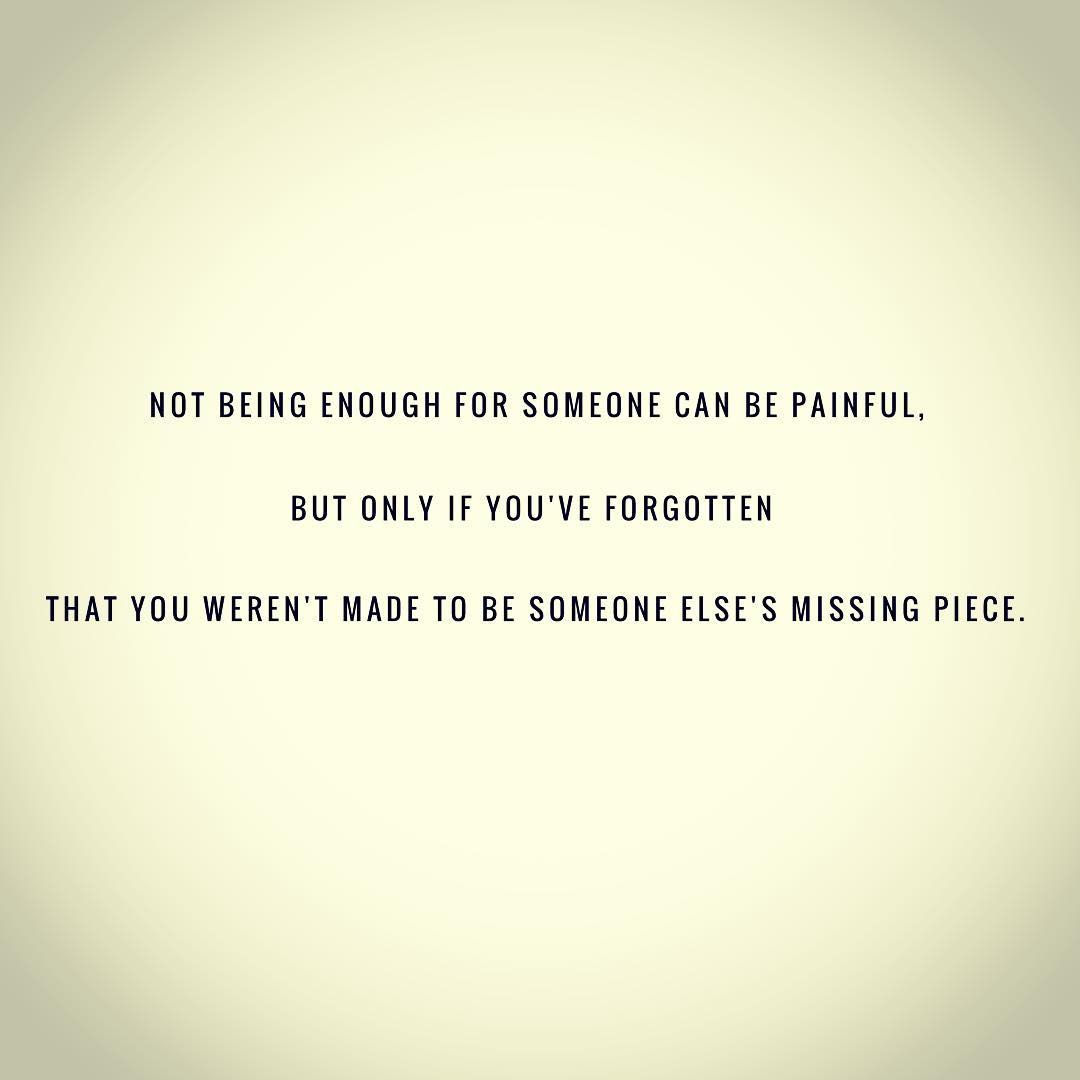 NOT BEING ENOUGH FOR SOMEONE CAN BE PAINFUL,
BUT ONLY IF YOU'VE FORGOTTEN
THAT YOU WEREN'T MADE TO BE SOMEONE ELSE'S MISSING PIECE.